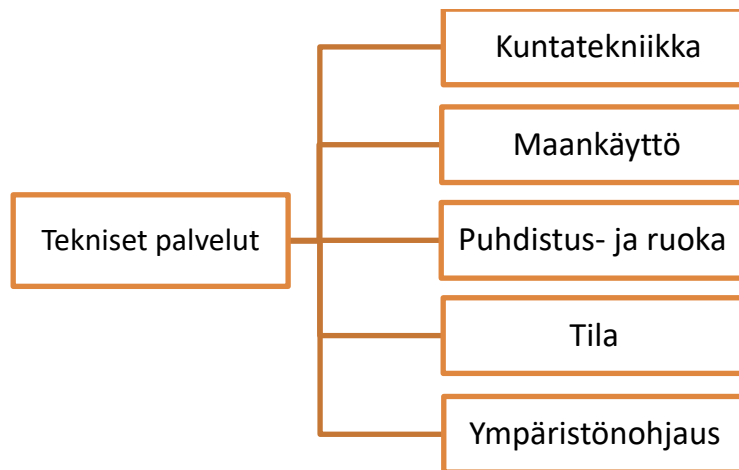 Kuntatekniikka
Maankäyttö
Tekniset palvelut
Puhdistus- ja ruoka
Tila
Ympäristönohjaus